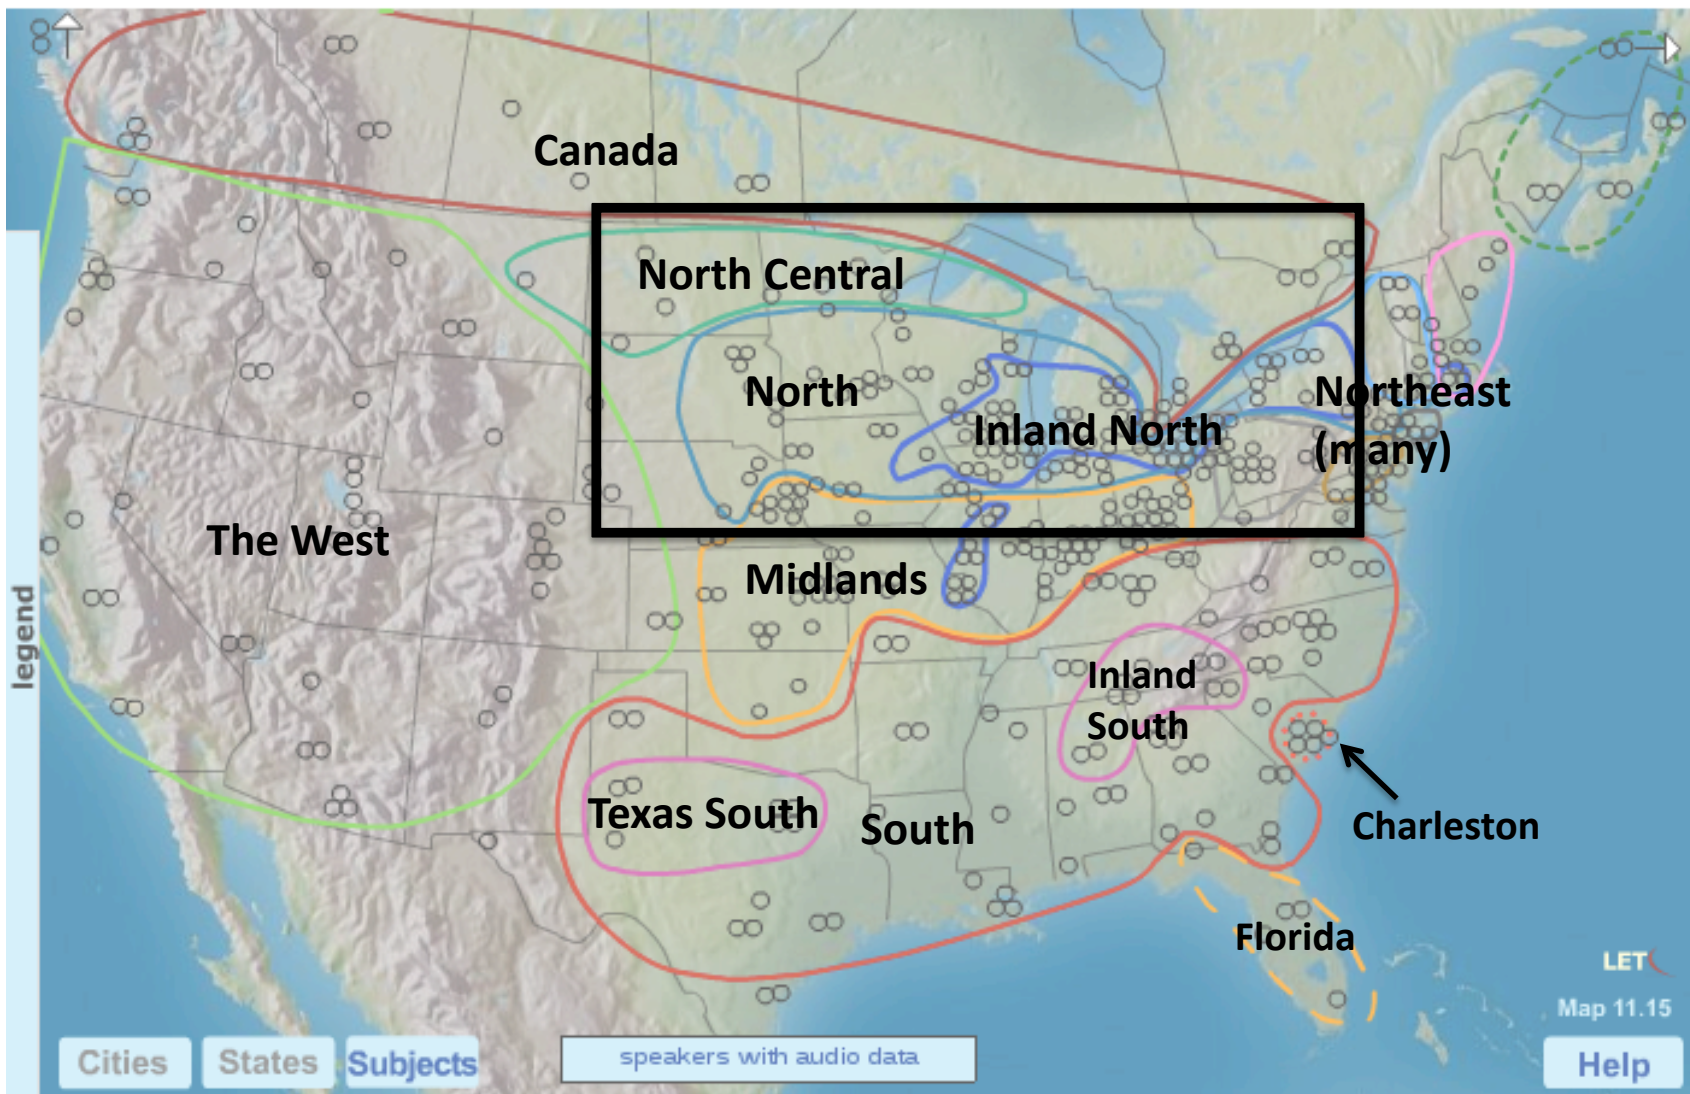 Canada
North Central
North
Inland North
Northeast
(many)
The West
Midlands
legend
Inland
South
Texas South
South
Charleston
Florida
LET
Map 11.15
Cities
States
Subjects
speakers with audio data
Help